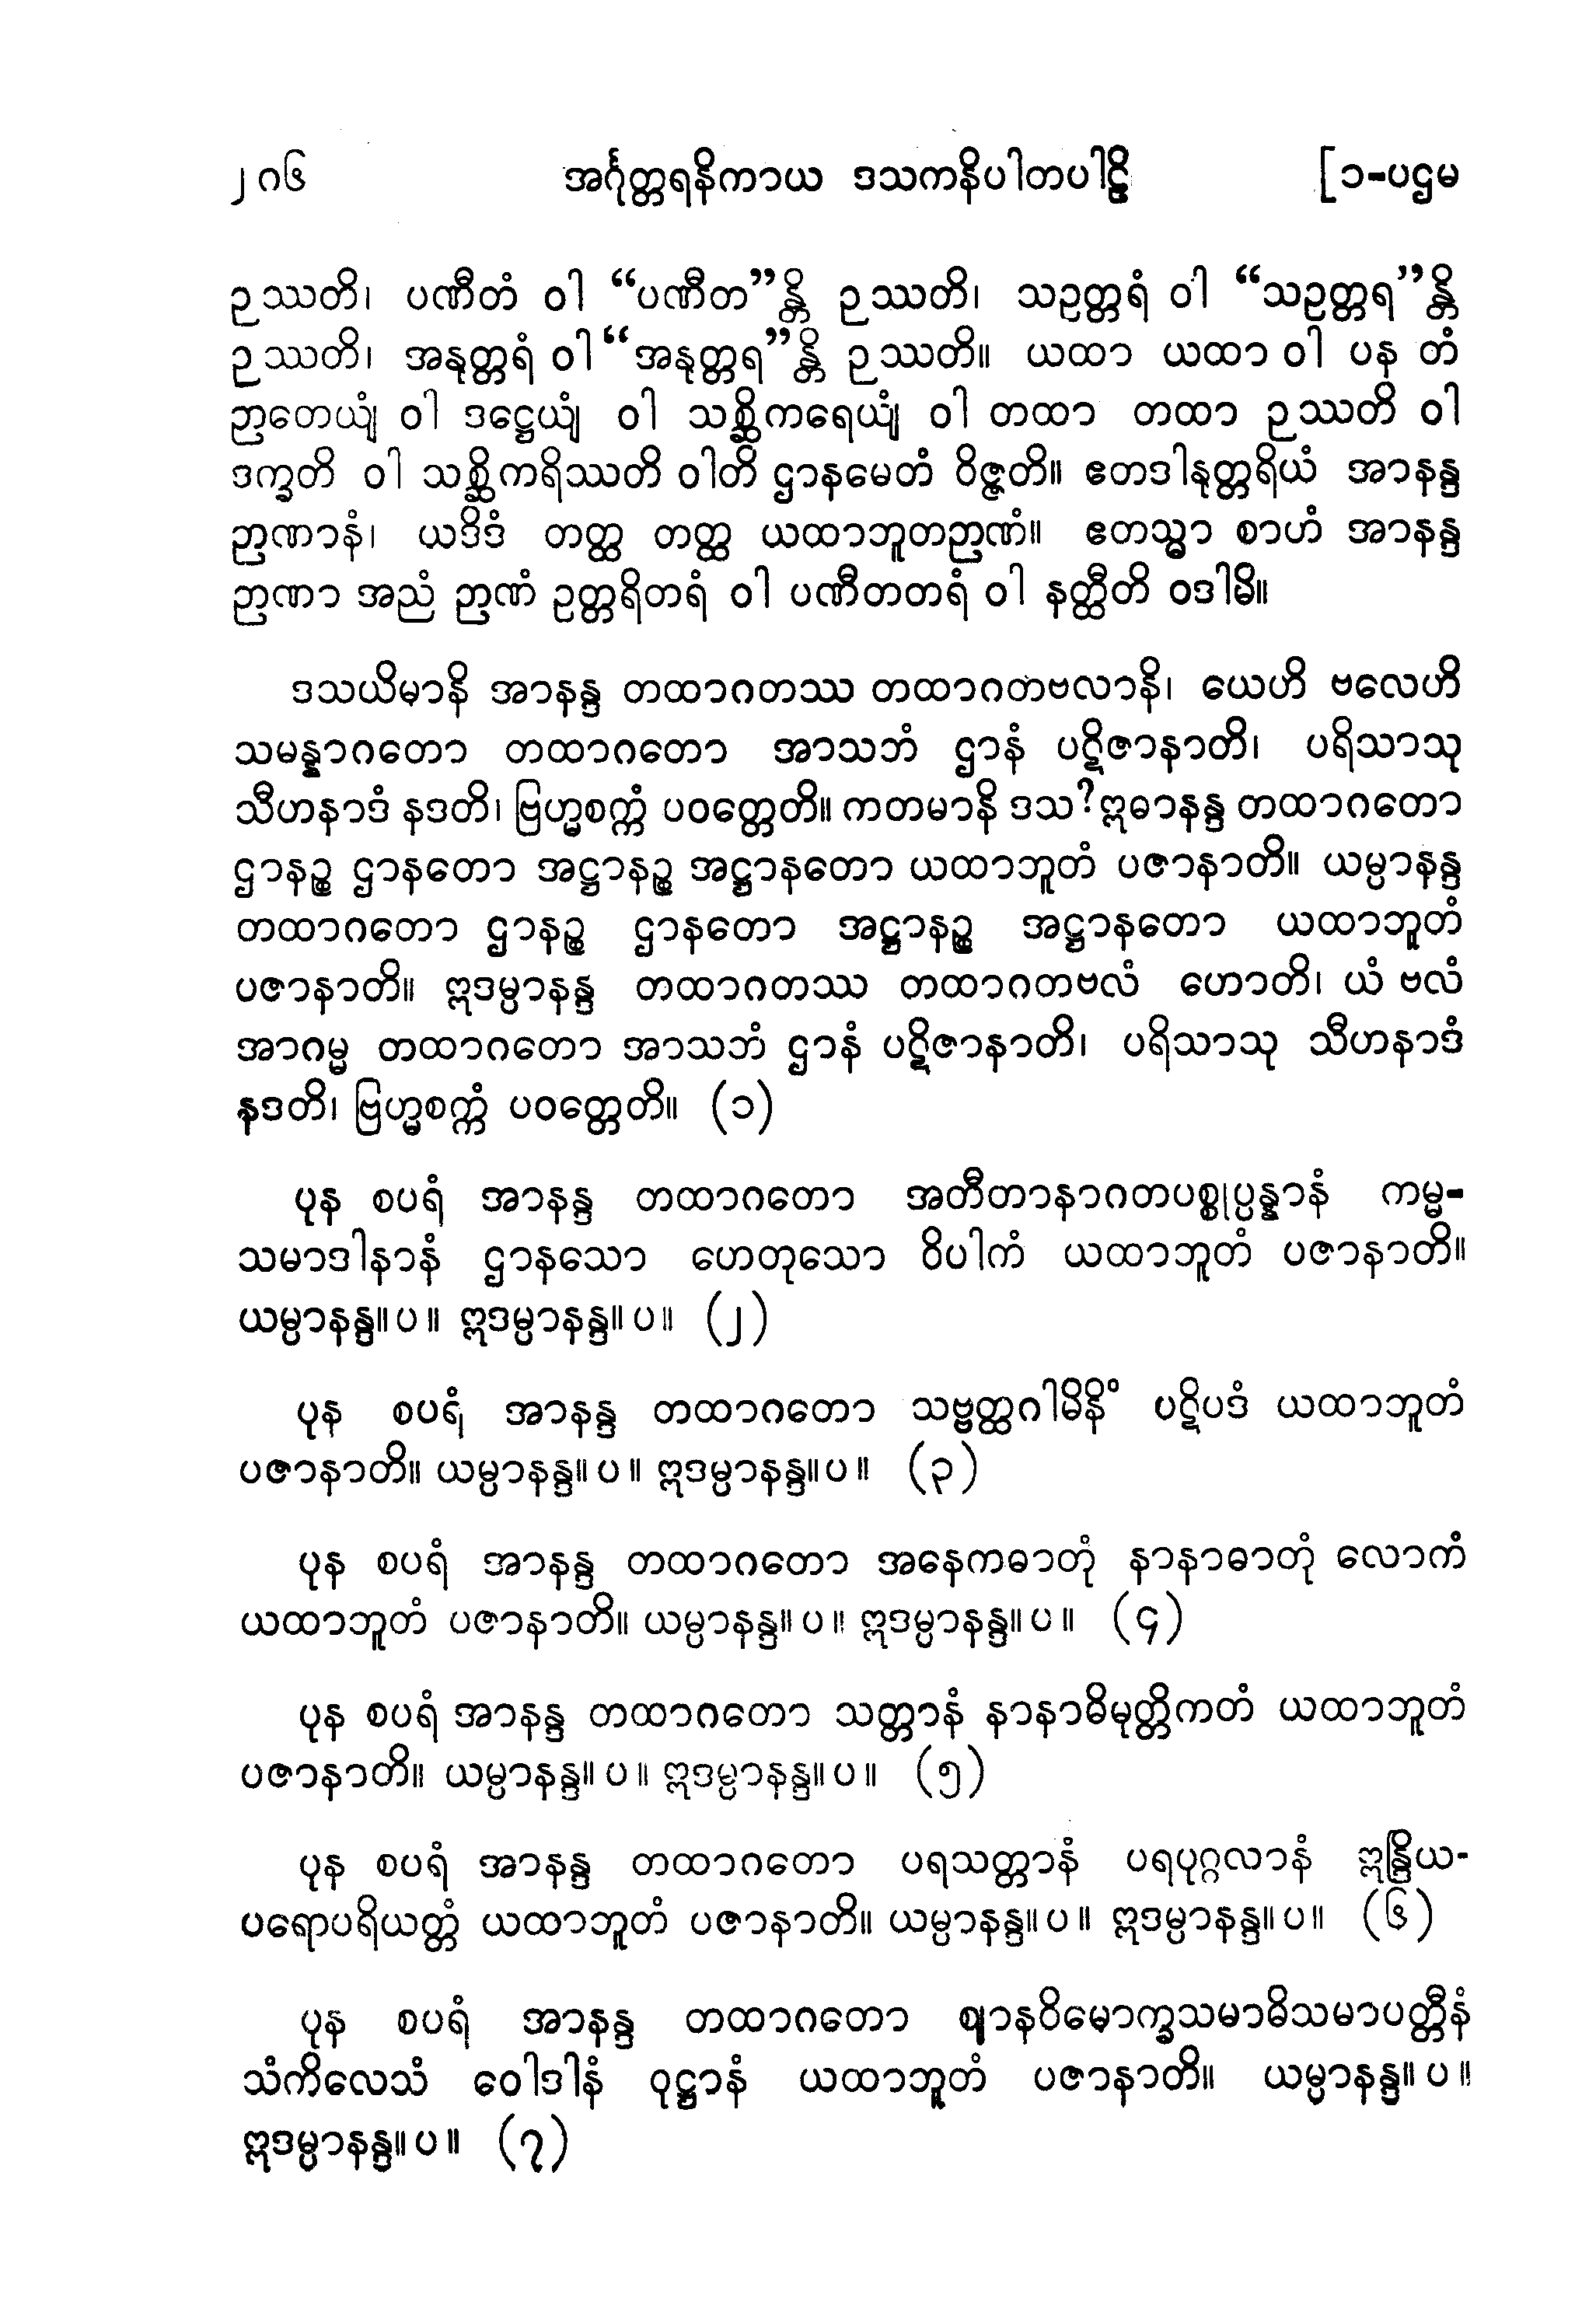 ၂၈၆ အင်္ဂုတ္တရနိကာယ ဒသကနိပါတပါဠိ [၁-ပဌမ
ဉဿတိ၊ ပဏီတံ ဝါ “ပဏီတ”န္တိ ဉဿတိ၊ သဥတ္တရံ ဝါ “သဥတ္တရ”န္တိ
ဉဿတိ၊ အနုတ္တရံ ဝါ “အနုတ္တရ”န္တိ ဉဿတိ။ ယထာ ယထာ ဝါ ပန တံ
ဉာတေယျံ ဝါ ဒဋ္ဌေယျံ ဝါ သစ္ဆိကရေယျံ ဝါ တထာ တထာ ဉဿတိ ဝါ
ဒက္ခတိ ဝါ သစ္ဆိကရိဿတိ ဝါတိ ဌာနမေတံ ဝိဇ္ဇတိ။ ဧတဒါနုတ္တရိယံ အာနန္ဒ
ဉာဏာနံ၊ ယဒိဒံ တတ္ထ တတ္ထ ယထာဘူတဉာဏံ။ ဧတသ္မာ စာဟံ အာနန္ဒ
ဉာဏာ အညံ ဉာဏံ ဥတ္တရိတရံ ဝါ ပဏီတတရံ ဝါ နတ္ထီတိ ဝဒါမိ။
ဒသယိမာနိ အာနန္ဒ တထာဂတဿ တထာဂတဗလာနိ၊ ယေဟိ ဗလေဟိ
သမန္နာဂတော တထာဂတော အာသဘံ ဌာနံ ပဋိဇာနာတိ၊ ပရိသာသု
သီဟနာဒံ နဒတိ၊ ဗြဟ္မစက္ကံ ပဝတ္တေတိ။ ကတမာနိ ဒသ? ဣဓာနန္ဒ တထာဂတော
ဌာနဉ္စ ဌာနတော အဋ္ဌာနဉ္စ အဋ္ဌာနတော ယထာဘူတံ ပဇာနာတိ။ ယမ္ပာနန္ဒ
တထာဂတော ဌာနဉ္စ ဌာနတော အဋ္ဌာနဉ္စ အဋ္ဌာနတော ယထာဘူတံ
ပဇာနာတိ။ ဣဒမ္ပာနန္ဒ တထာဂတဿ တထာဂတဗလံ ဟောတိ၊ ယံ ဗလံ
အာဂမ္မ တထာဂတော အာသဘံ ဌာနံ ပဋိဇာနာတိ၊ ပရိသာသု သီဟနာဒံ
နဒတိ၊ ဗြဟ္မစက္ကံ ပဝတ္တေတိ။ (၁)
ပုန စပရံ အာနန္ဒ တထာဂတော အတီတာနာဂတပစ္စုပ္ပန္နာနံ ကမ္မ-
သမာဒါနာနံ ဌာနသော ဟေတုသော ဝိပါကံ ယထာဘူတံ ပဇာနာတိ။
ယမ္ပာနန္ဒ။ ပ။ ဣဒမ္ပာနန္ဒ။ ပ။ (၂)
ပုန စပရံ အာနန္ဒ တထာဂတော သဗ္ဗတ္ထဂါမိနိံ ပဋိပဒံ ယထာဘူတံ
ပဇာနာတိ။ ယမ္ပာနန္ဒ။ ပ။ ဣဒမ္ပာနန္ဒ။ ပ။ (၃)
ပုန စပရံ အာနန္ဒ တထာဂတော အနေကဓာတုံ နာနာဓာတုံ လောကံ
ယထာဘူတံ ပဇာနာတိ။ ယမ္ပာနန္ဒ။ ပ။ ဣဒမ္ပာနန္ဒ။ ပ။ (၄)
ပုန စပရံ အာနန္ဒ တထာဂတော သတ္တာနံ နာနာဓိမုတ္တိကတံ ယထာဘူတံ
ပဇာနာတိ။ ယမ္ပာနန္ဒ။ ပ။ ဣဒမ္ပာနန္ဒ။ ပ။ (၅)
ပုန စပရံ အာနန္ဒ တထာဂတော ပရသတ္တာနံ ပရပုဂ္ဂလာနံ ဣန္ဒြိယ-
ပရောပရိယတ္တံ ယထာဘူတံ ပဇာနာတိ။ ယမ္ပာနန္ဒ။ ပ။ ဣဒမ္ပာနန္ဒ။ ပ။ (၆)
ပုန စပရံ အာနန္ဒ တထာဂတော ဈာနဝိမောက္ခသမာဓိသမာပတ္တီနံ
သံကိလေသံ ဝေါဒါနံ ဝုဋ္ဌာနံ ယထာဘူတံ ပဇာနာတိ။ ယမ္ပာနန္ဒ။ ပ။
ဣဒမ္ပာနန္ဒ။ ပ။ (၇)